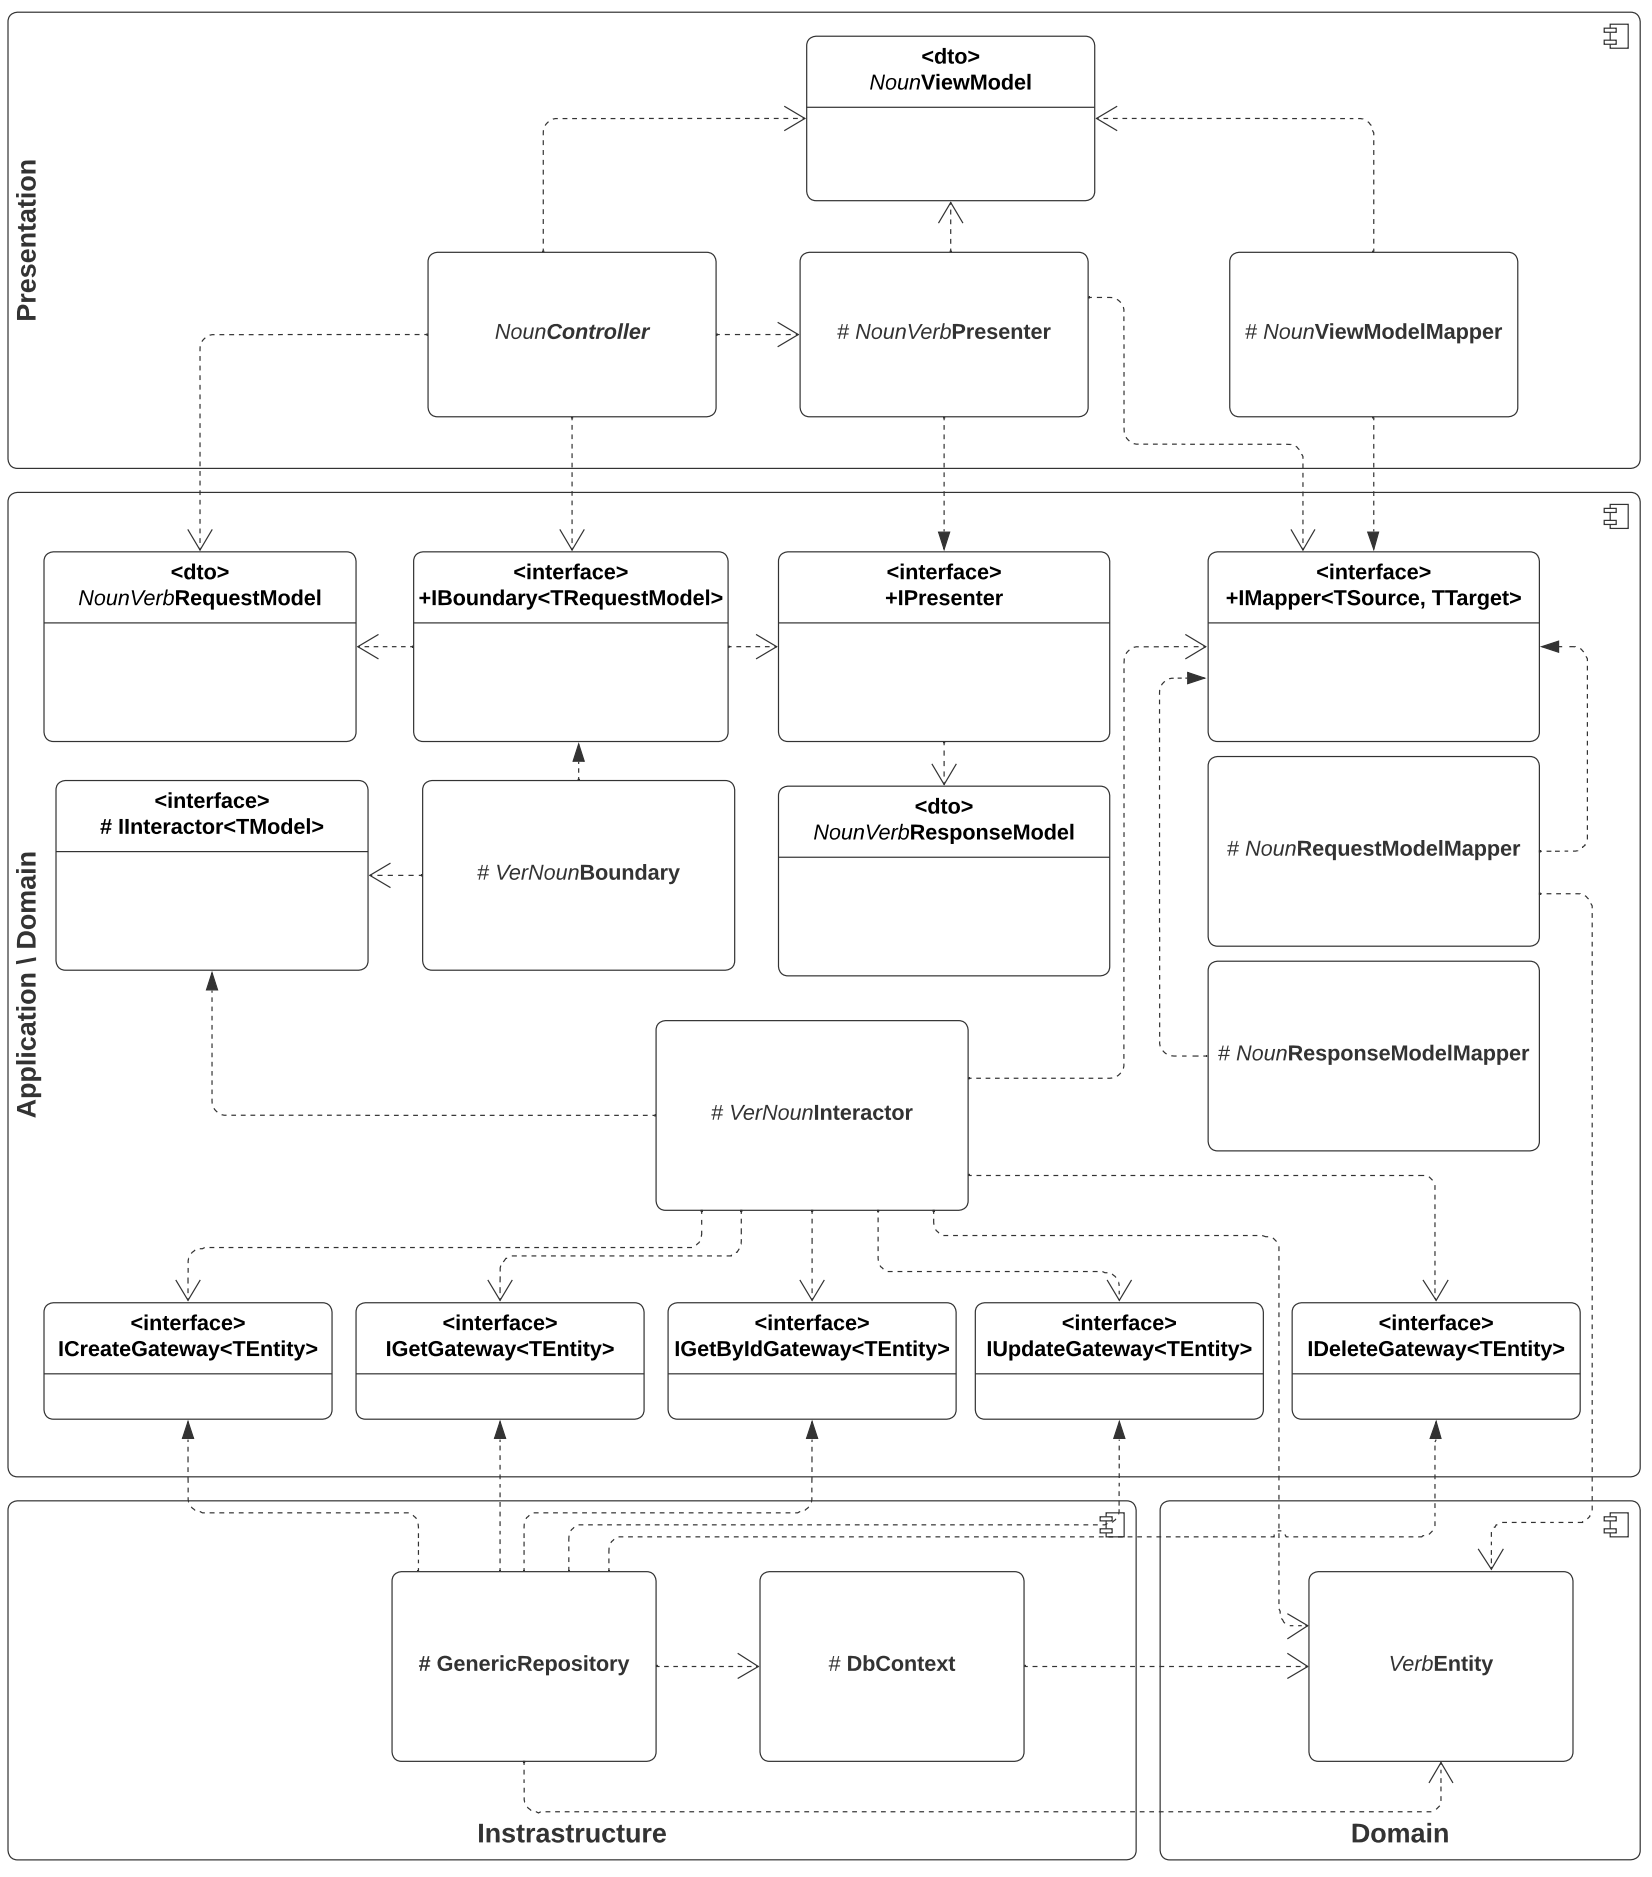 Presentation
<dto>
NounViewModel
NounController
# NounVerbPresenter
# NounViewModelMapper
Application \ Domain
<dto>
NounVerbRequestModel
<interface>
+IBoundary<TRequestModel>
<interface>
+IPresenter
<interface>
+IMapper<TSource, TTarget>
<interface>
# IInteractor<TModel>
# VerNounBoundary
<dto>
NounVerbResponseModel
# NounRequestModelMapper
# NounResponseModelMapper
# VerNounInteractor
<interface>
ICreateGateway<TEntity>
<interface>
IGetGateway<TEntity>
<interface>
IGetByIdGateway<TEntity>
<interface>
IUpdateGateway<TEntity>
<interface>
IDeleteGateway<TEntity>
# GenericRepository
# DbContext
VerbEntity
Instrastructure
Domain